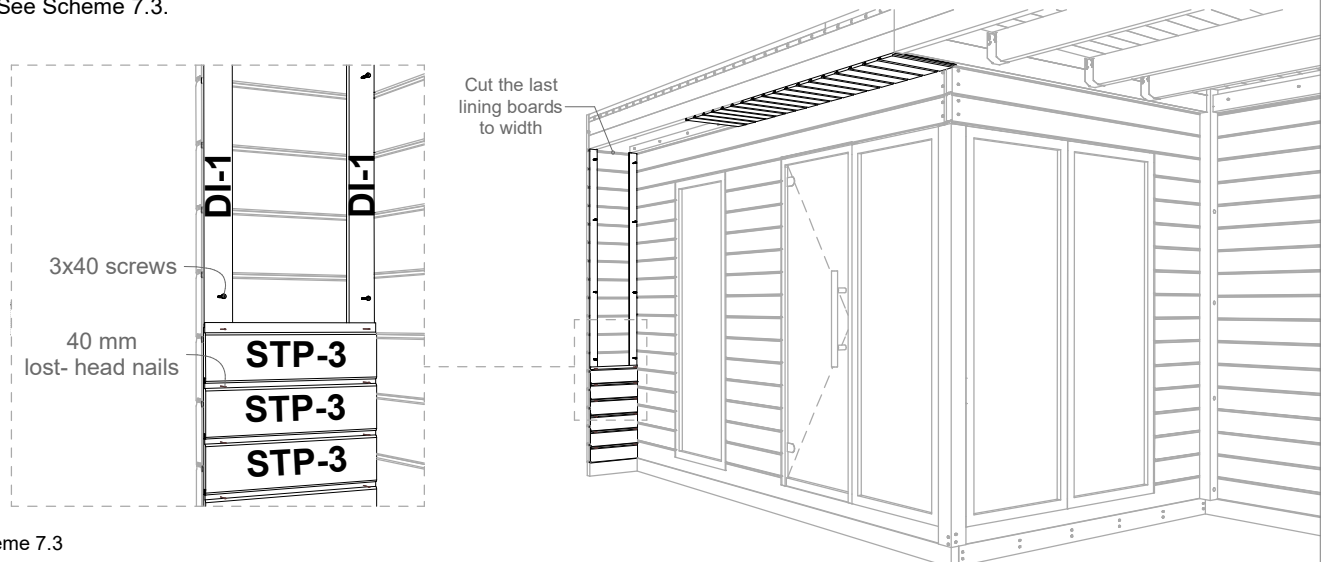 See Scheme 7.3.
Cut the last
lining boards
to width
DI-1
DI-1
3x40 screws
40 mm
lost- head nails
STP-3
STP-3
STP-3
eme 7.3